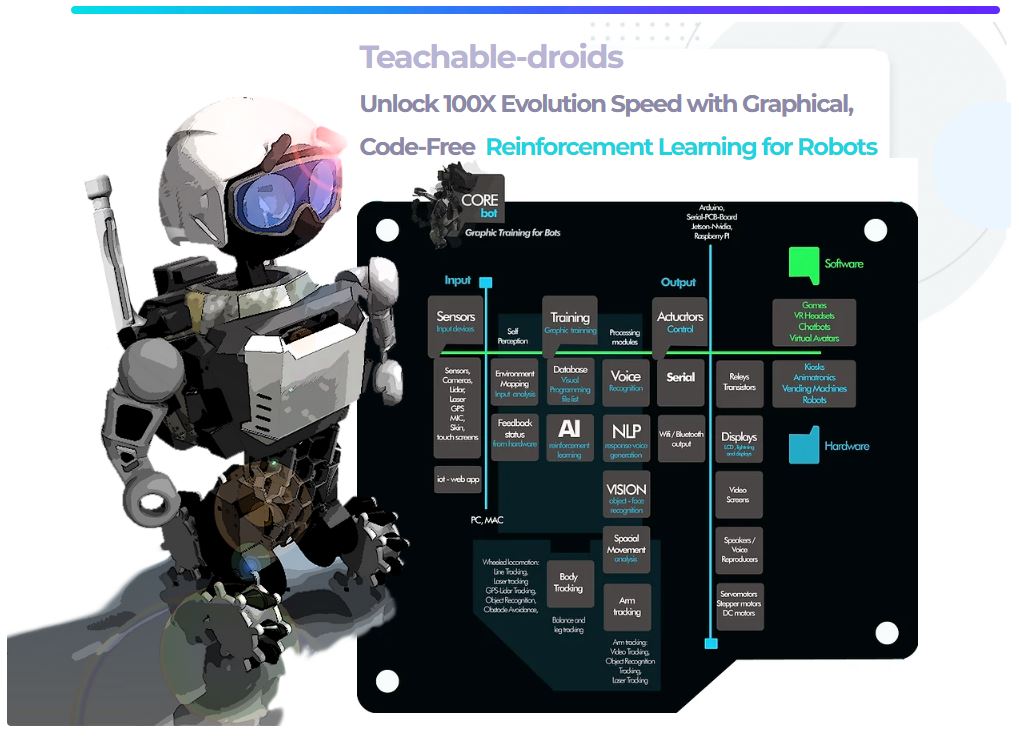 Teachable-droids
Unlock 100X Evolution Speed with Graphical,
Code-Free Reinforcement Learning for Robots
CORE
bot
Graphic Training for Bots
Arduino,
Serial-PCB-Board
Jetson-Nvidia,
Raspberry PI
Software
Input
Output
Sensors
Input devices
Self
Perception
Training
Graphic trainning
Processing
modules
Actuators
Control
Games
VR Headsets
Chatbots
Virtual Avatars
Sensors,
Cameras,
Lidar,
Laser
GPS
MIC,
Skin,
touch screens
Environment
Mapping
Input analysis
Database
Visual
Programming
file list
Voice
Recognition
Serial
Releys
Transistors
Kiosks
Animatronics
Vending Machines
Robots
Feedback
status
from hardware
AI
reinforcement
learning
NLP
response voice
generation
Wifi / Bluetooth
output
Displays
LCD, lightning
and displays
Hardware
iot - web app
VISION
object - face
recognition
Video
Screens
PC, MAC
Spacial
Movement
analysis
Speakers /
Voice
Reproducers
Wheeled locomotion:
Line Tracking,
Laser tracking
GPS-Lidar Tracking,
Object Recognition,
Obstacle Avoidance,
Body
Tracking
Balance and
leg tracking
Arm
tracking
Servomotors
Stepper motors
DC motors
Arm tracking:
Video Tracking,
Object Recognition
Tracking,
Laser Tracking